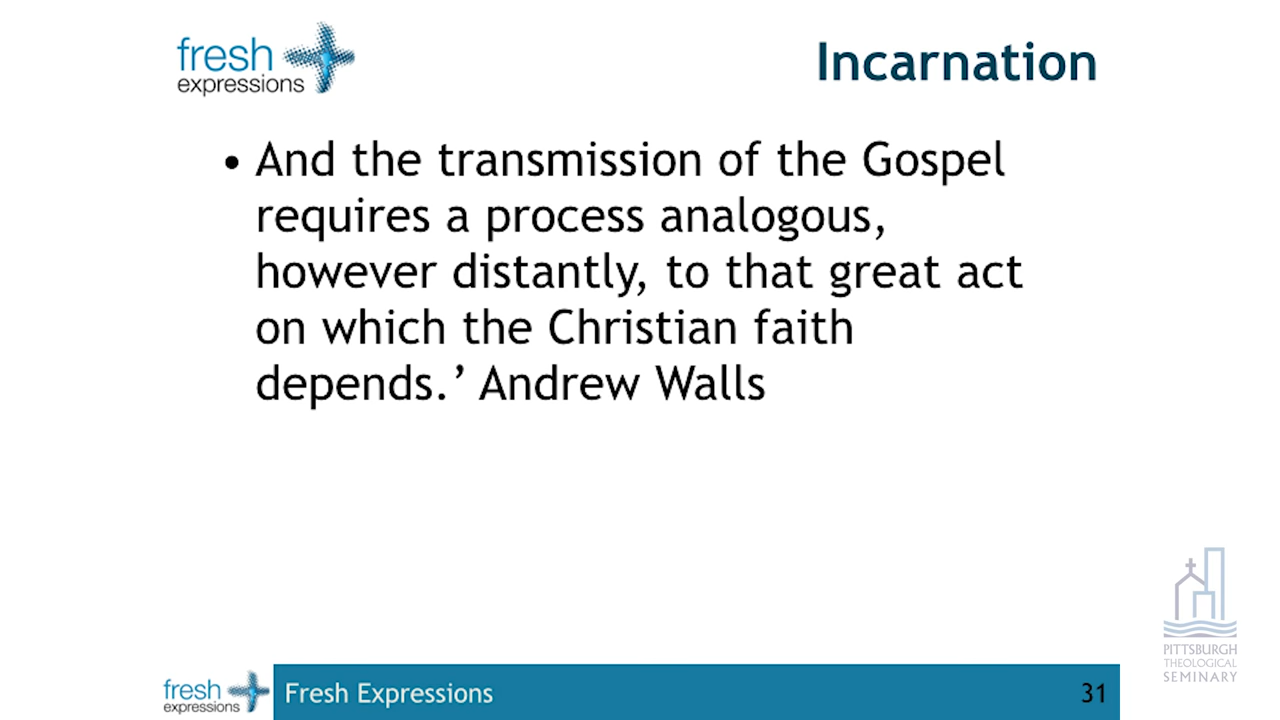 fresh
expressions
Incarnation
• And the transmission of the Gospel
requires a process analogous,
however distantly, to that great act
on which the Christian faith
depends.’ Andrew Walls
PITTSBURGH
THEOLOGICAL
SEMINARY
fresh
expressions
Fresh Expressions
31